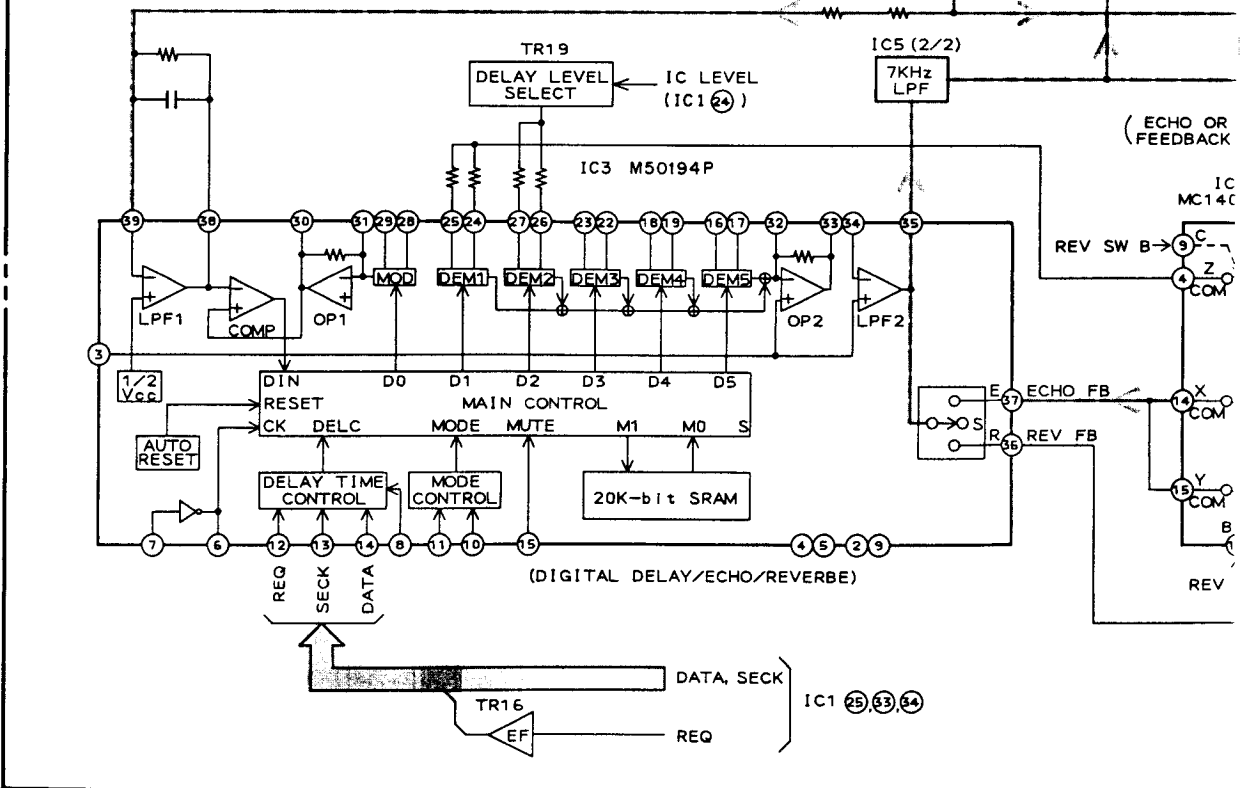 TR19
DELAY LEVEL
SELECT
IC LEVEL
(IC1 24)
IC5 (2/2)
7KHz
LPF
( ECHO OR
FEEDBACK
IC3 M50194P
IC
MC140
39 38 30 31 29 28 25 24 27 26 23 22 18 19 16 17 32 33 34 35
REV SW B→ 9 C
4 Z
COM
MOD DEM1 DEM2 DEM3 DEM4 DEM5
- + LPF1
- + COMP
- + OP1
- + OP2
- + LPF2
3
1/2
Vcc
DIN D0 D1 D2 D3 D4 D5
RESET MAIN CONTROL
CK DELC MODE MUTE M1 M0 S
AUTO
RESET
E 37 ECHO FB
S
R 36 REV FB
14 X
COM
15 Y
COM
B
REV
DELAY TIME
CONTROL
MODE
CONTROL
20K-bit SRAM
7 6 12 13 14 8 11 10 15 4 5 2 9
REQ
SECK
DATA
(DIGITAL DELAY/ECHO/REVERBE)
DATA, SECK
TR16
EF
REQ
IC1 25,33,34